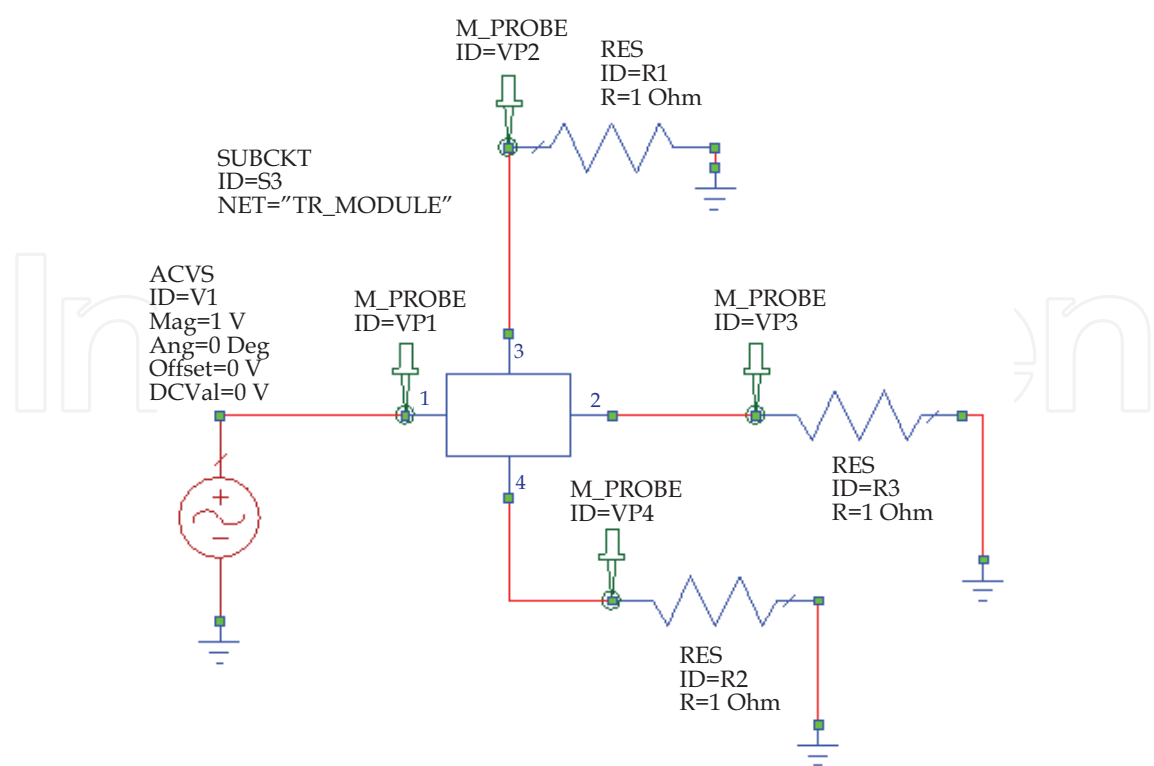 M_PROBE
ID=VP2
RES
ID=R1
R=1 Ohm
SUBCKT
ID=S3
NET=”TR_MODULE”
ACVS
ID=V1
Mag=1 V
Ang=0 Deg
Offset=0 V
DCVal=0 V
M_PROBE
ID=VP1
M_PROBE
ID=VP3
3
1
2
4
M_PROBE
ID=VP4
RES
ID=R3
R=1 Ohm
RES
ID=R2
R=1 Ohm